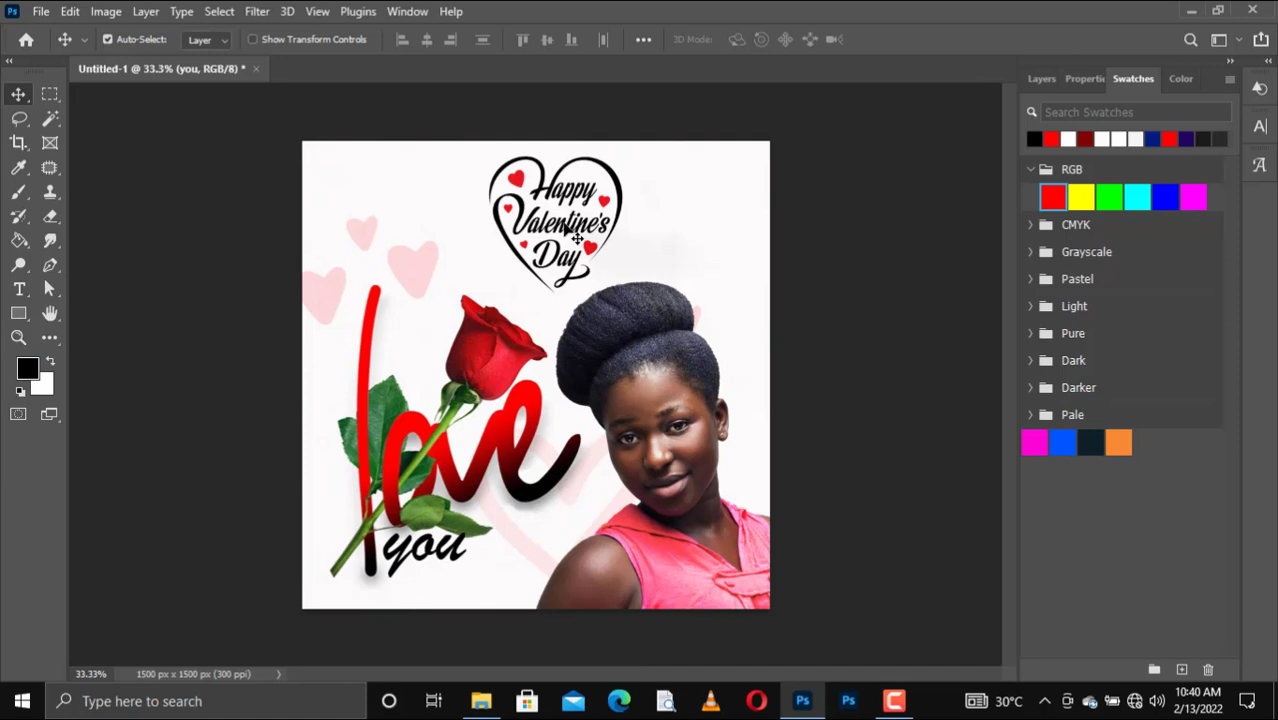 File Edit Image Layer Type Select Filter 3D View Plugins Window Help
Auto-Select: Layer Show Transform Controls 3D Mode:
Untitled-1 @ 33.3% (you, RGB/8) *
Layers Properti Swatches Color
Search Swatches
RGB
CMYK
Grayscale
Pastel
Light
Pure
Dark
Darker
Pale
Happy
Valentine's
Day
love
you
33.33% 1500 px x 1500 px (300 ppi)
Type here to search
30°C
10:40 AM
2/13/2022